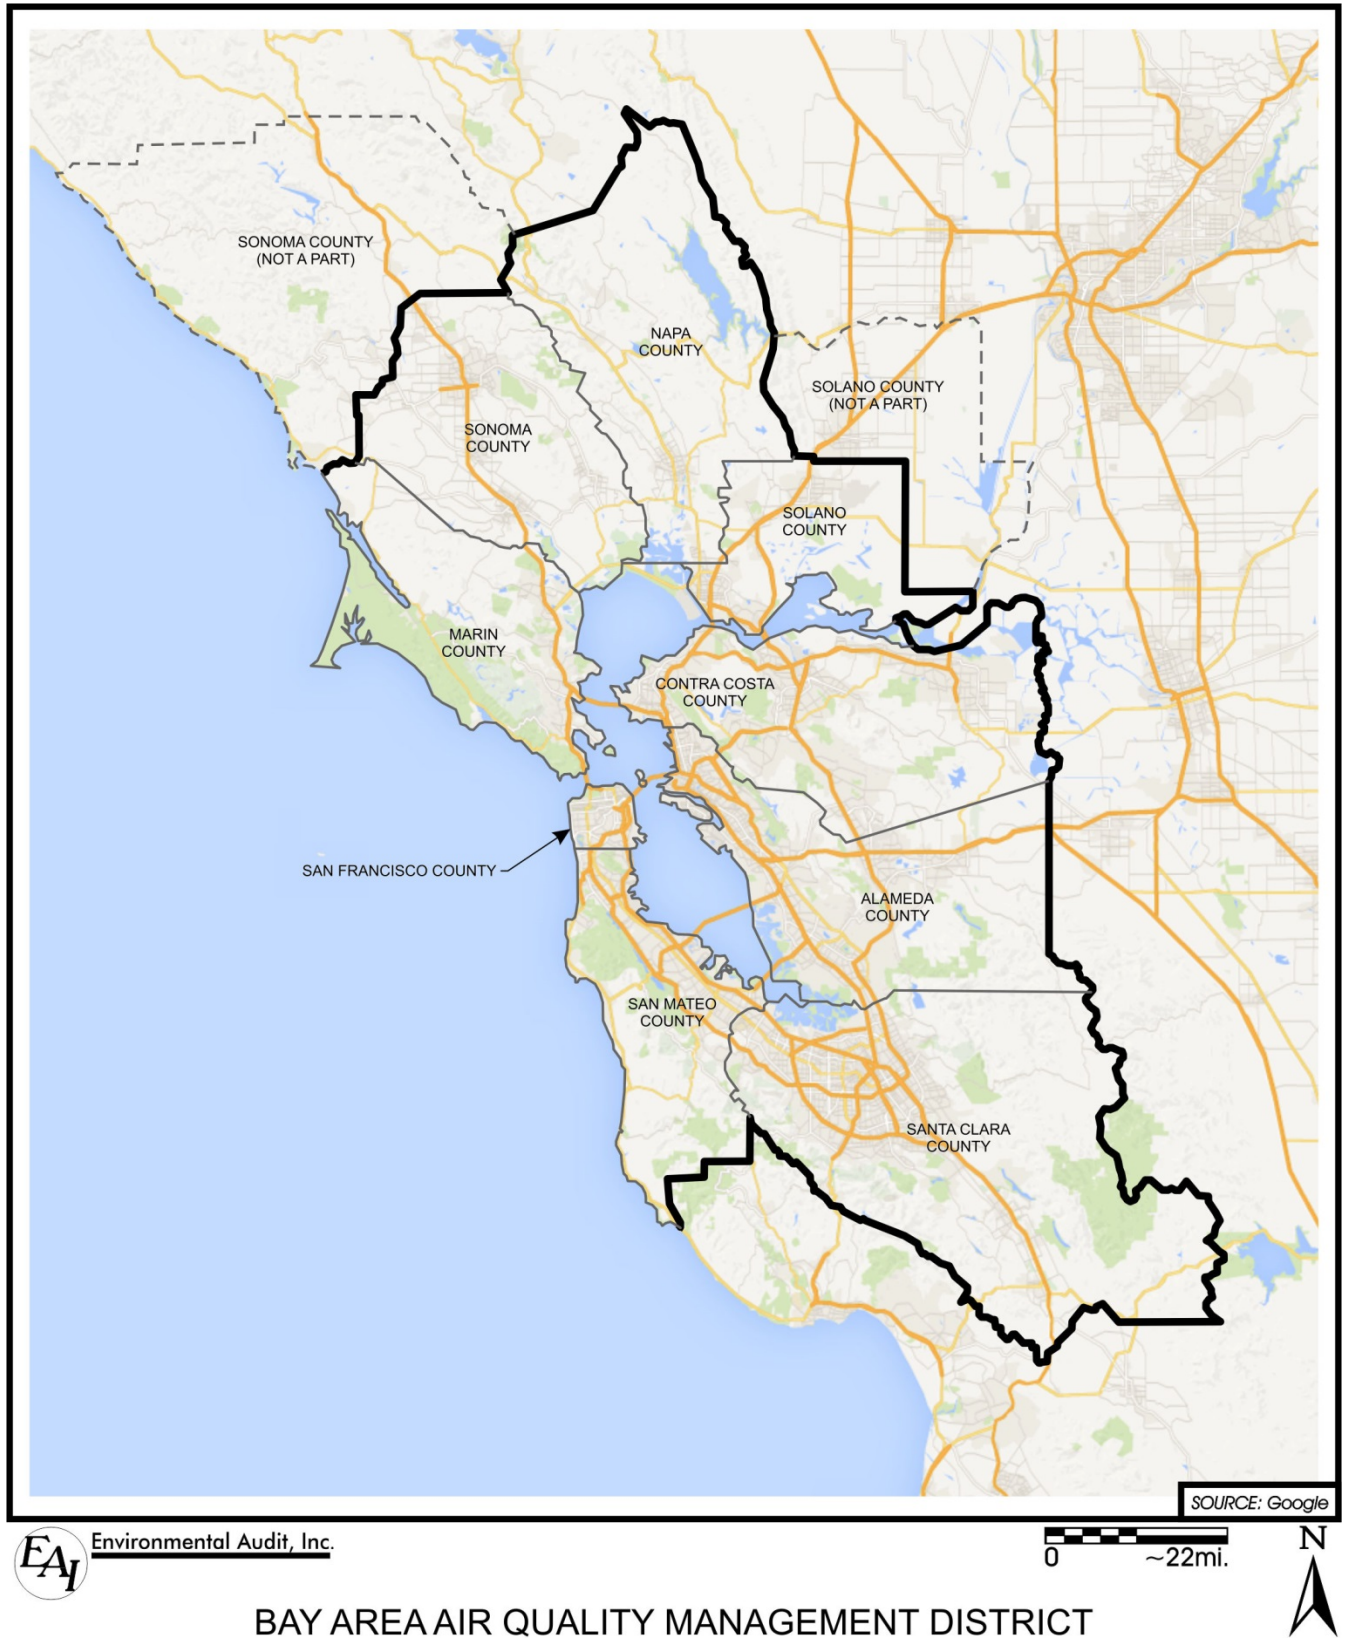 SONOMA COUNTY
(NOT A PART)
NAPA
COUNTY
SOLANO COUNTY
(NOT A PART)
SONOMA
COUNTY
SOLANO
COUNTY
MARIN
COUNTY
CONTRA COSTA
COUNTY
SAN FRANCISCO COUNTY
ALAMEDA
COUNTY
SAN MATEO
COUNTY
SANTA CLARA
COUNTY
SOURCE: Google
EAI
Environmental Audit, Inc.
0
~22mi.
N
BAY AREA AIR QUALITY MANAGEMENT DISTRICT